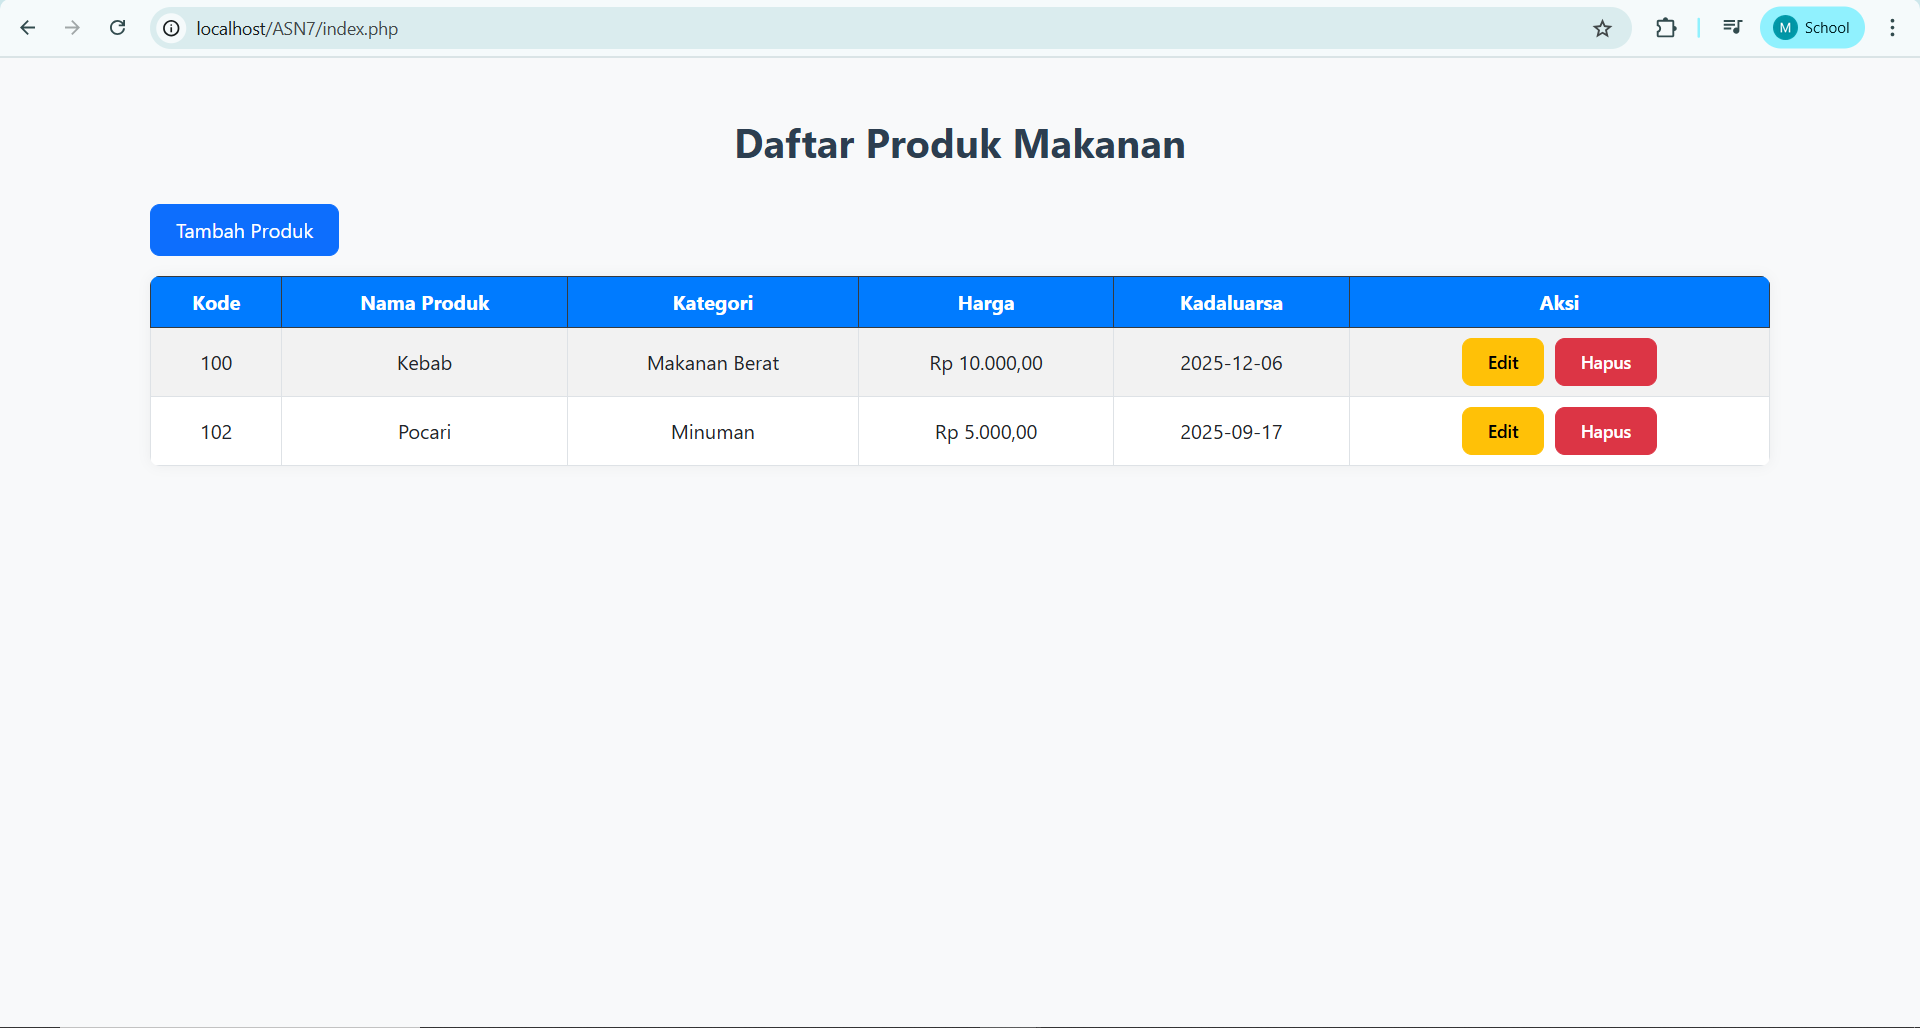 localhost/ASN7/index.php M School
Daftar Produk Makanan
Tambah Produk
Kode Nama Produk Kategori Harga Kadaluarsa Aksi
100 Kebab Makanan Berat Rp 10.000,00 2025-12-06 Edit Hapus
102 Pocari Minuman Rp 5.000,00 2025-09-17 Edit Hapus